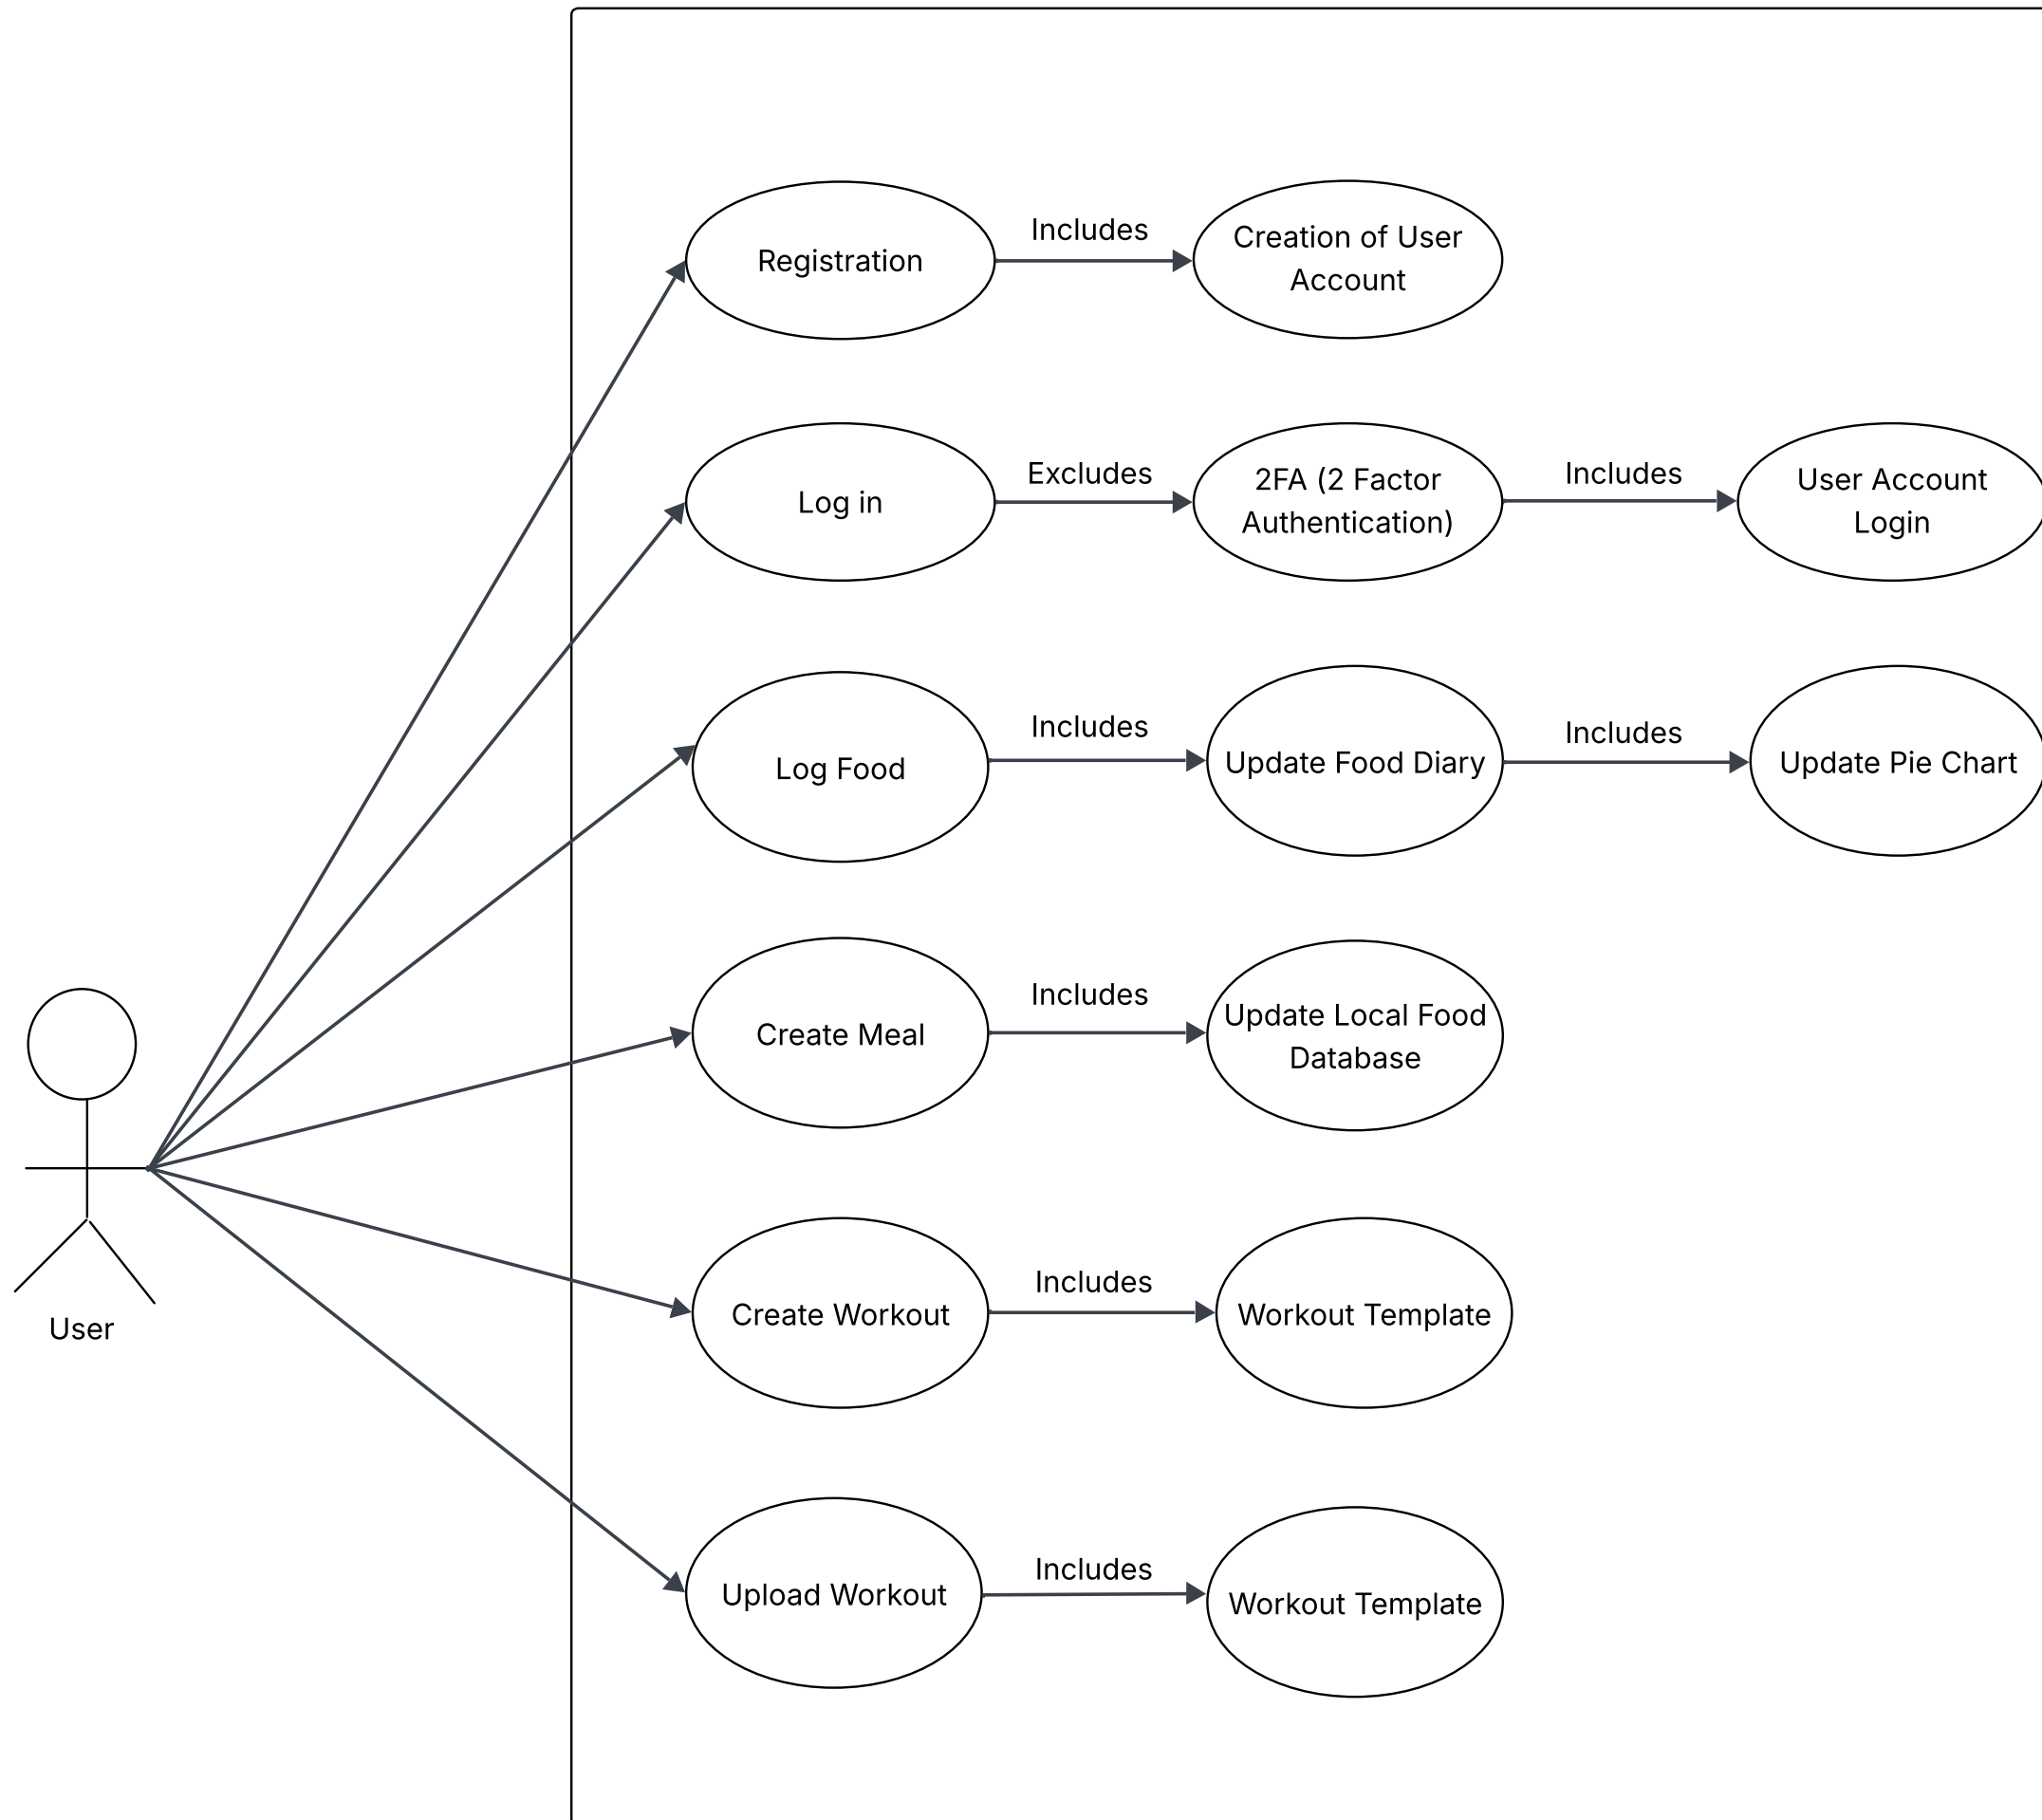 Registration
Includes
Creation of User
Account
Log in
Excludes
2FA (2 Factor
Authentication)
Includes
User Account
Login
Log Food
Includes
Update Food Diary
Includes
Update Pie Chart
Create Meal
Includes
Update Local Food
Database
User
Create Workout
Includes
Workout Template
Upload Workout
Includes
Workout Template